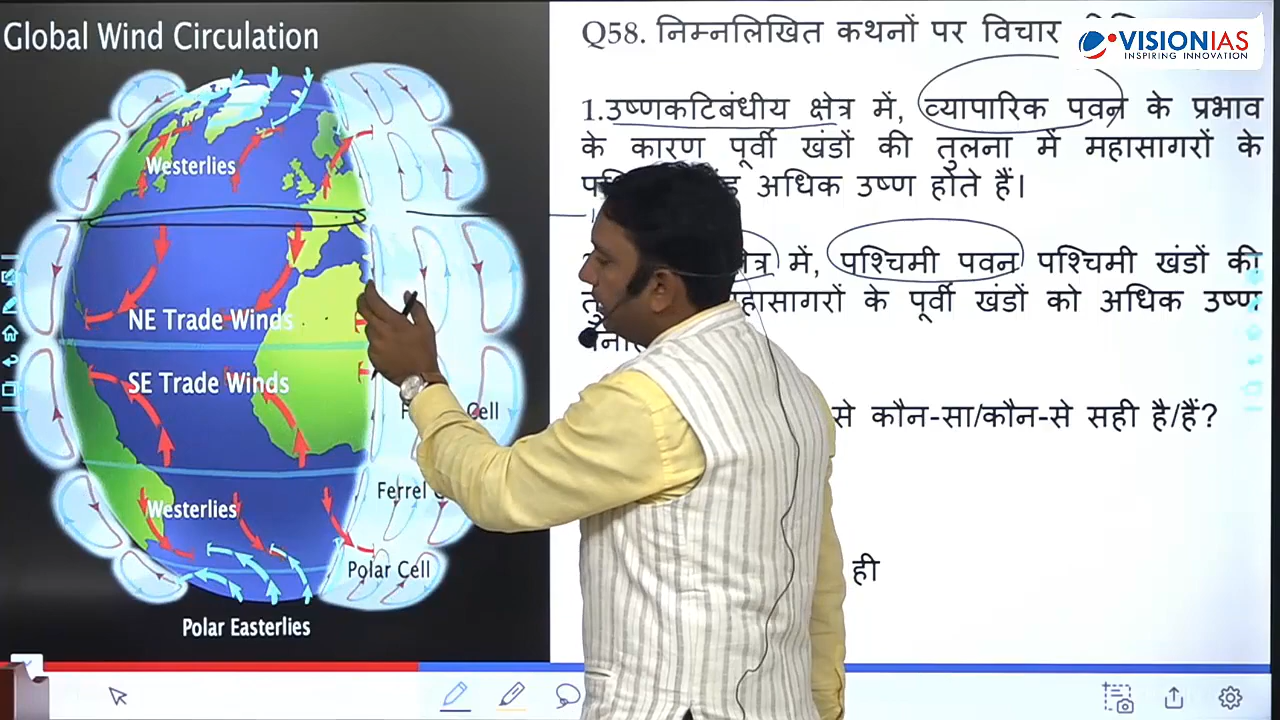 Global Wind Circulation
Westerlies
NE Trade Winds
SE Trade Winds
Westerlies
Polar Easterlies
Cell
Ferrel
Polar Cell
Q58. निम्नलिखित कथनों पर विचार
VISIONIAS
INSPIRING INNOVATION
1.उष्णकटिबंधीय क्षेत्र में, व्यापारिक पवन के प्रभाव
के कारण पूर्वी खंडों की तुलना में महासागरों के
अधिक उष्ण होते हैं।
में, पश्चिमी पवन पश्चिमी खंडों की
के पूर्वी खंडों को अधिक उष्ण
से कौन-सा/कौन-से सही है/हैं?
ही